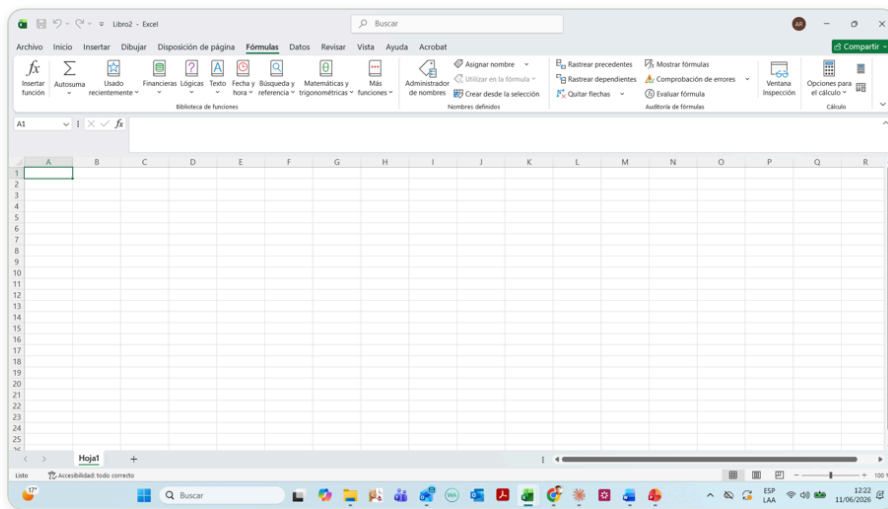 Libro2 - Excel
Buscar
AR
Archivo Inicio Insertar Dibujar Disposición de página Fórmulas Datos Revisar Vista Ayuda Acrobat
Compartir
fx
Insertar función
Autosuma
Usado recientemente
Financieras
Lógicas
Texto
Fecha y hora
Búsqueda y referencia
Matemáticas y trigonométricas
Más funciones
Biblioteca de funciones
Administrador de nombres
Asignar nombre
Utilizar en la fórmula
Crear desde la selección
Nombres definidos
Rastrear precedentes
Rastrear dependientes
Quitar flechas
Mostrar fórmulas
Comprobación de errores
Evaluar fórmula
Auditoría de fórmulas
Ventana Inspección
Opciones para el cálculo
Cálculo
A1 fx
A B C D E F G H I J K L M N O P Q R
1
2
3
4
5
6
7
8
9
10
11
12
13
14
15
16
17
18
19
20
21
22
23
24
25
26
Hoja1 +
Listo Accesibilidad: todo correcto 100 %
17° Buscar ESP LAA 12:22 11/06/2026